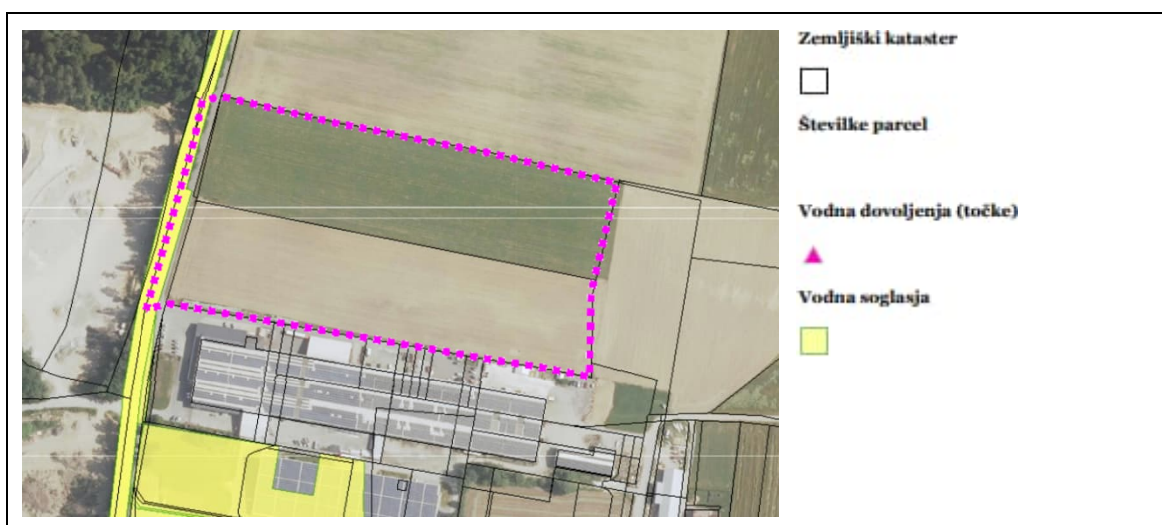 Zemljiški kataster
Številke parcel
Vodna dovoljenja (točke)
Vodna soglasja